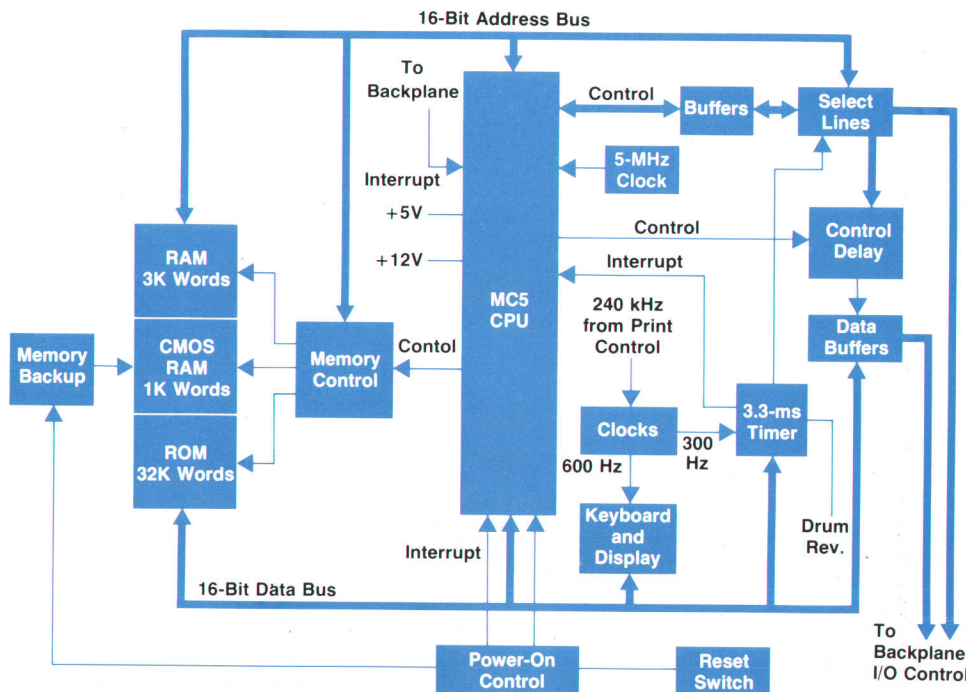 16-Bit Address Bus
To
Backplane
Control
Buffers
Select
Lines
5-MHz
Clock
Interrupt
+5V
+12V
Control
Control
Delay
Interrupt
RAM
3K Words
MC5
CPU
240 kHz
from Print
Control
Data
Buffers
Memory
Backup
CMOS
RAM
1K Words
Memory
Control
Contol
Clocks
3.3-ms
Timer
300
Hz
600 Hz
ROM
32K Words
Keyboard
and
Display
Drum
Rev.
Interrupt
16-Bit Data Bus
To
Backplane
I/O Control
Power-On
Control
Reset
Switch